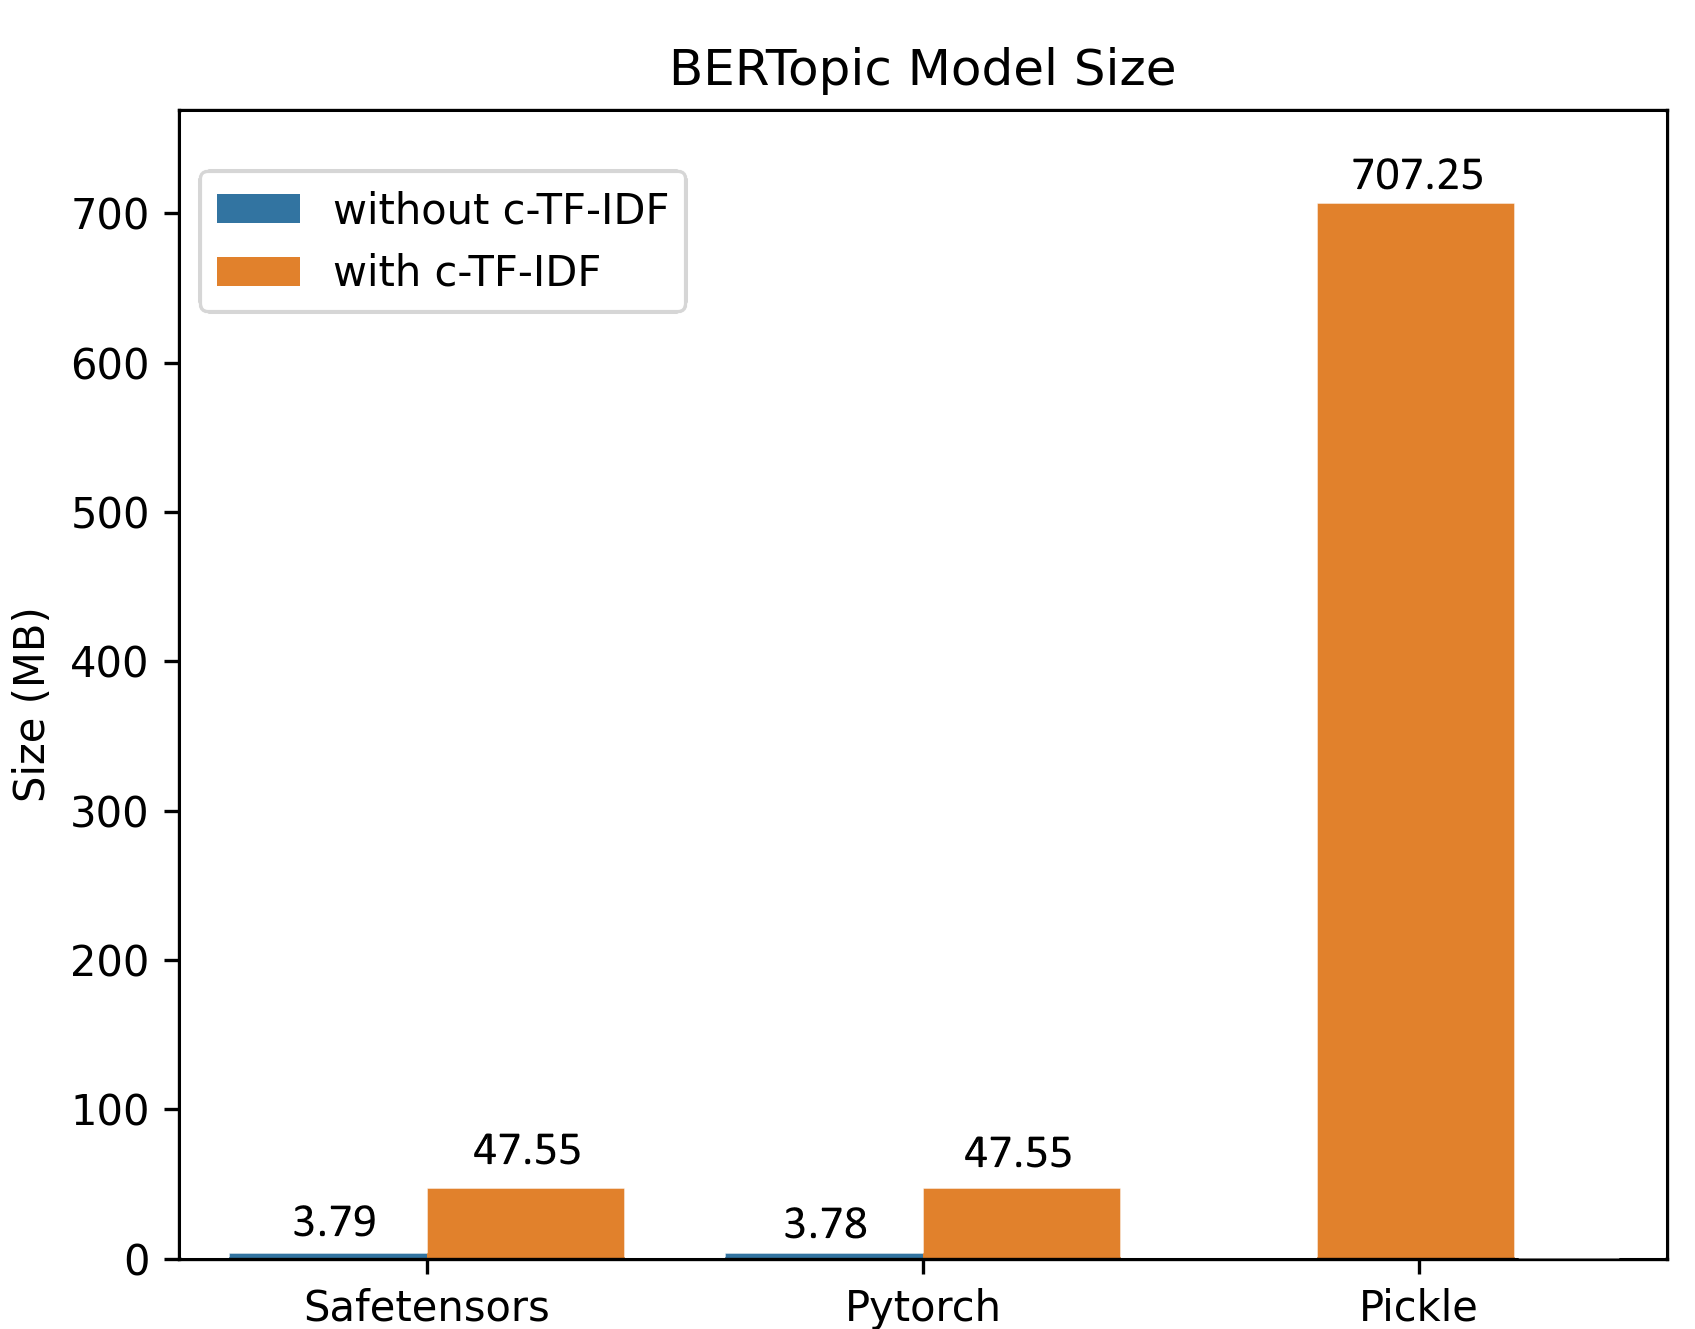 BERTopic Model Size
without c-TF-IDF
with c-TF-IDF
Size (MB)
700
600
500
400
300
200
100
0
707.25
3.79
47.55
3.78
47.55
Safetensors
Pytorch
Pickle